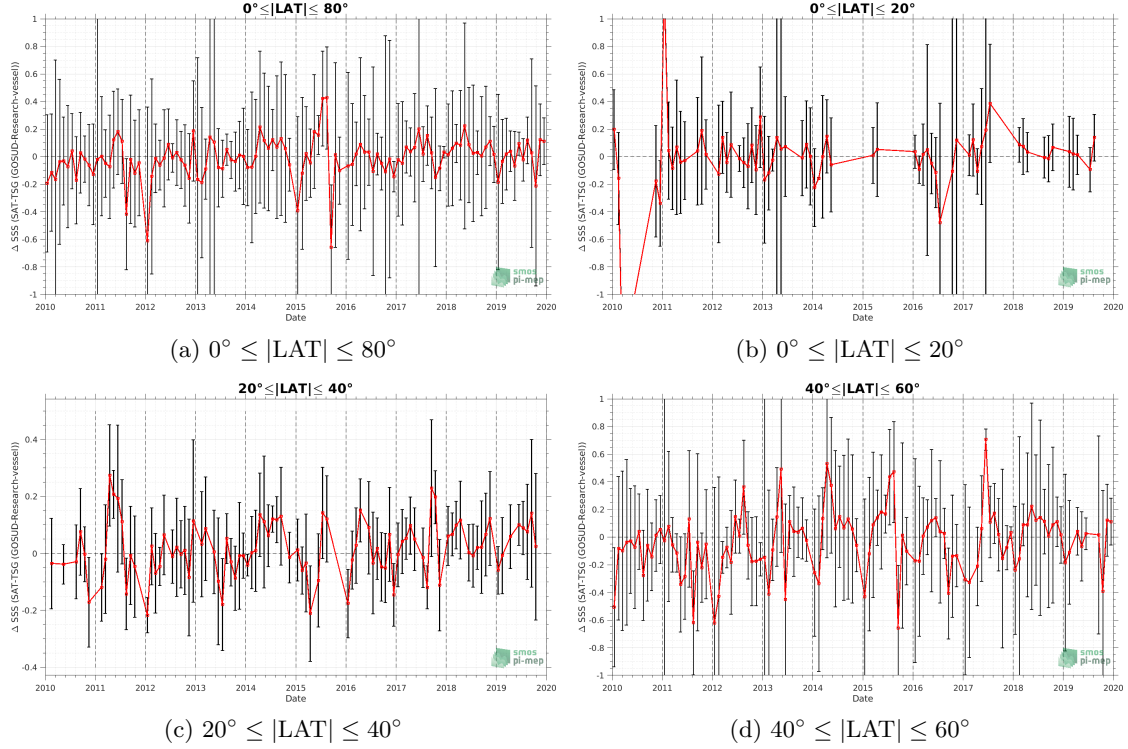 0°≤|LAT|≤ 80°
Δ SSS (SAT-TSG (GOSUD-Research-vessel))
1
0.8
0.6
0.4
0.2
0
-0.2
-0.4
-0.6
-0.8
-1
smos
pi-mep
2010 2011 2012 2013 2014 2015 2016 2017 2018 2019 2020
Date
(a) 0° ≤ |LAT| ≤ 80°
0°≤|LAT|≤ 20°
Δ SSS (SAT-TSG (GOSUD-Research-vessel))
1
0.8
0.6
0.4
0.2
0
-0.2
-0.4
-0.6
-0.8
-1
smos
pi-mep
2010 2011 2012 2013 2014 2015 2016 2017 2018 2019 2020
Date
(b) 0° ≤ |LAT| ≤ 20°
20°≤|LAT|≤ 40°
Δ SSS (SAT-TSG (GOSUD-Research-vessel))
0.4
0.2
0
-0.2
-0.4
smos
pi-mep
2010 2011 2012 2013 2014 2015 2016 2017 2018 2019 2020
Date
(c) 20° ≤ |LAT| ≤ 40°
40°≤|LAT|≤ 60°
Δ SSS (SAT-TSG (GOSUD-Research-vessel))
1
0.8
0.6
0.4
0.2
0
-0.2
-0.4
-0.6
-0.8
-1
smos
pi-mep
2010 2011 2012 2013 2014 2015 2016 2017 2018 2019 2020
Date
(d) 40° ≤ |LAT| ≤ 60°